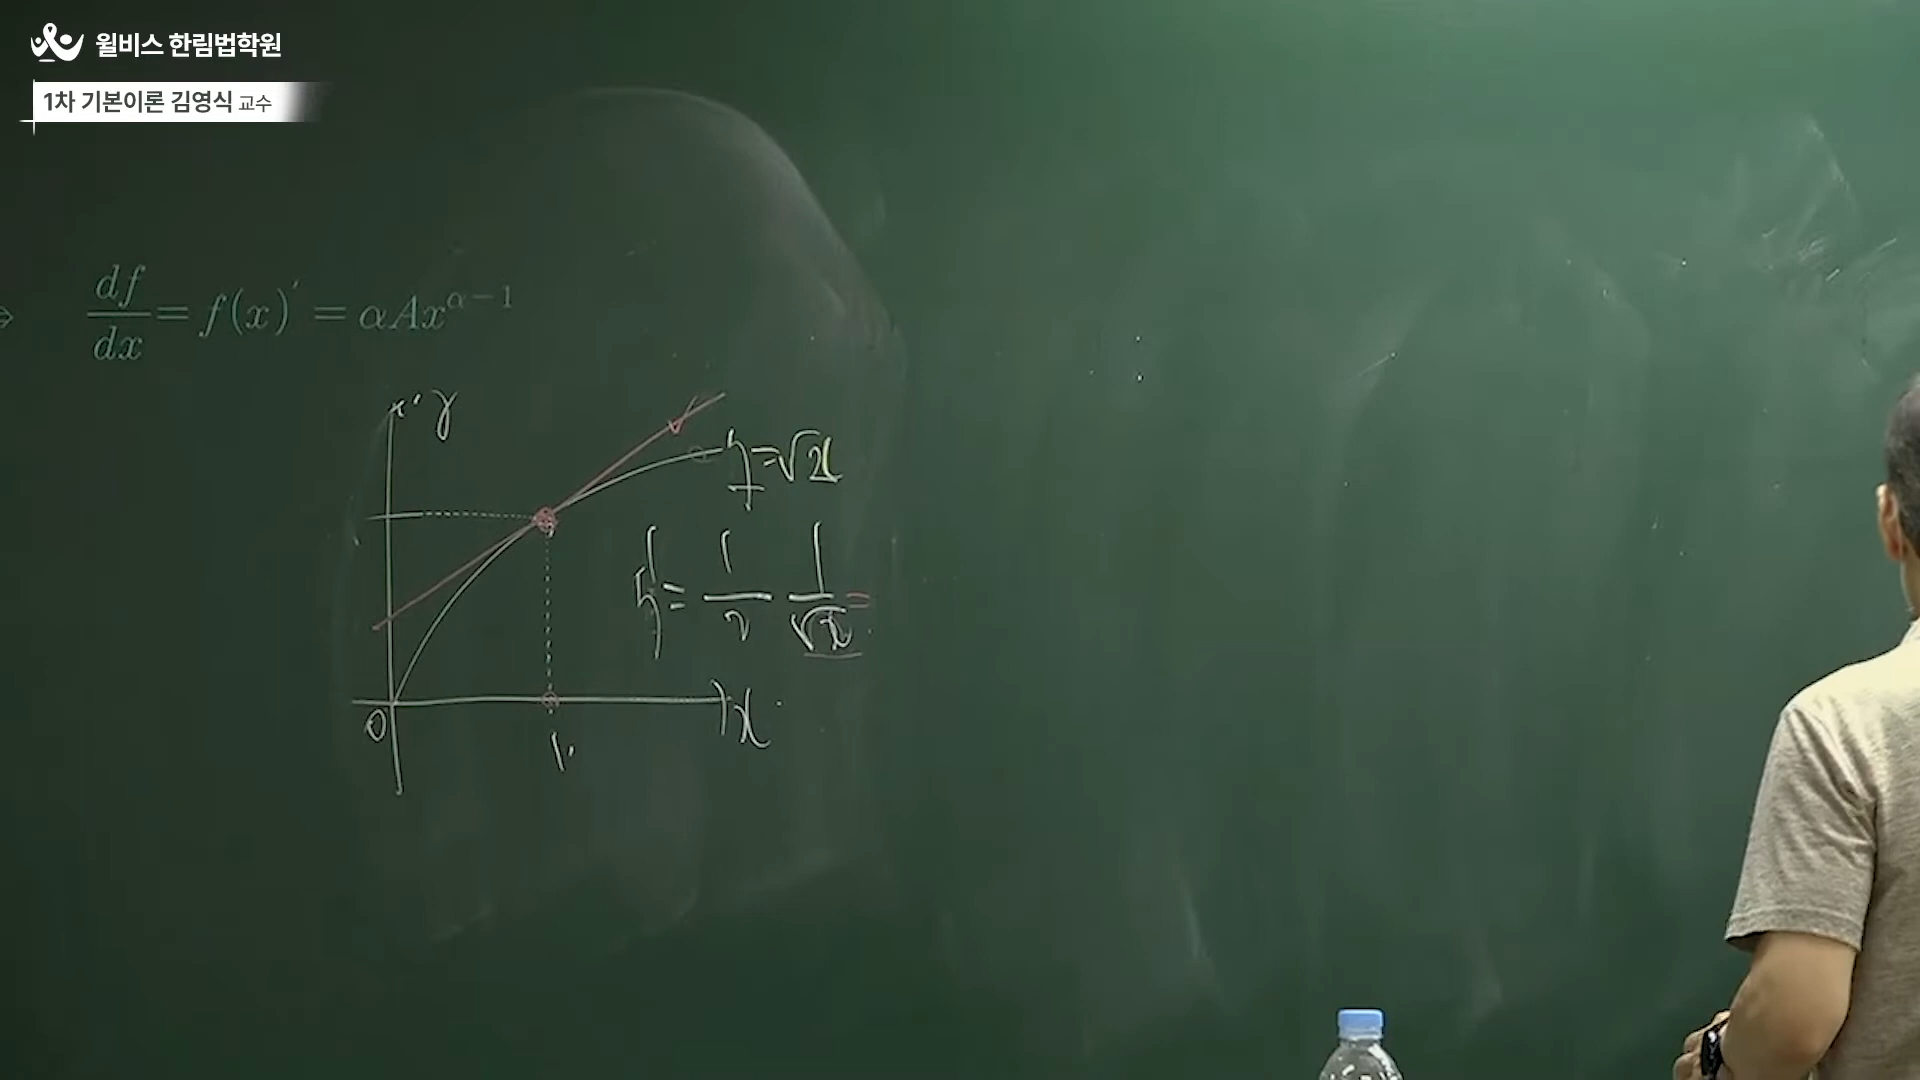 윌비스 한림법학원
1차 기본이론 김영식 교수
⇒ df/dx = f(x)′ = αAx^{α−1}
y
y = √x
y′ = 1/2 1/√x =
0
1
x